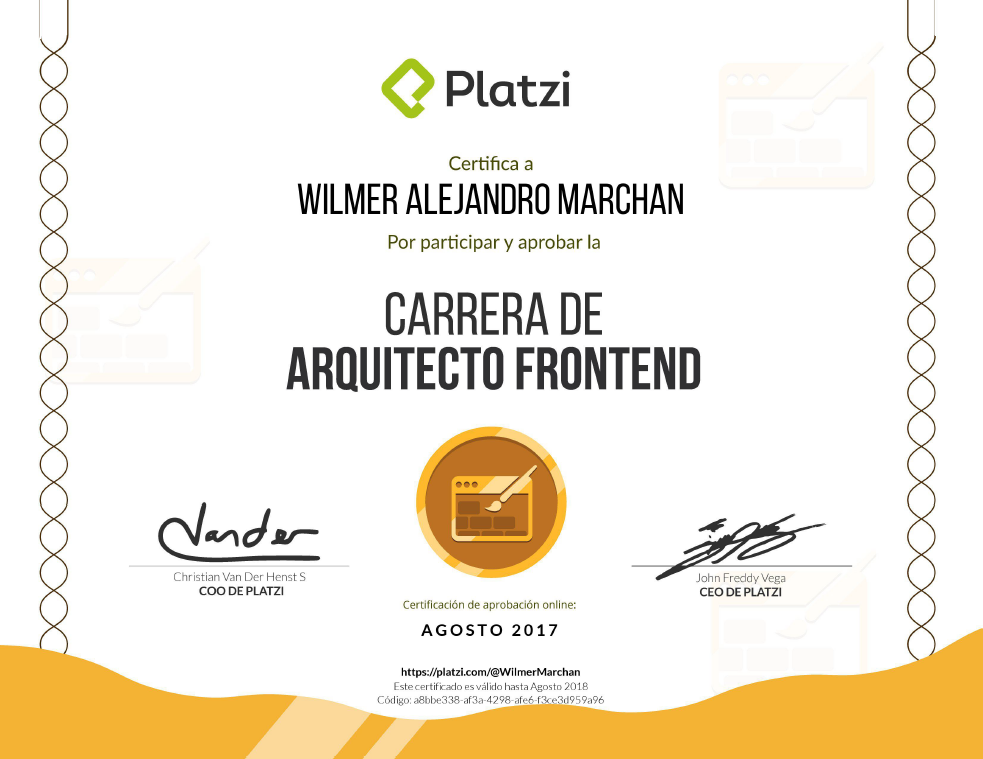 Platzi
Certifica a
WILMER ALEJANDRO MARCHAN
Por participar y aprobar la
CARRERA DE
ARQUITECTO FRONTEND
Vander
Christian Van Der Henst S
COO DE PLATZI
John Freddy Vega
CEO DE PLATZI
Certificación de aprobación online:
AGOSTO 2017
https://platzi.com/@WilmerMarchan
Este certificado es válido hasta Agosto 2018
Código: a8bbe338-af3a-4298-afe6-f3ce3d959a96